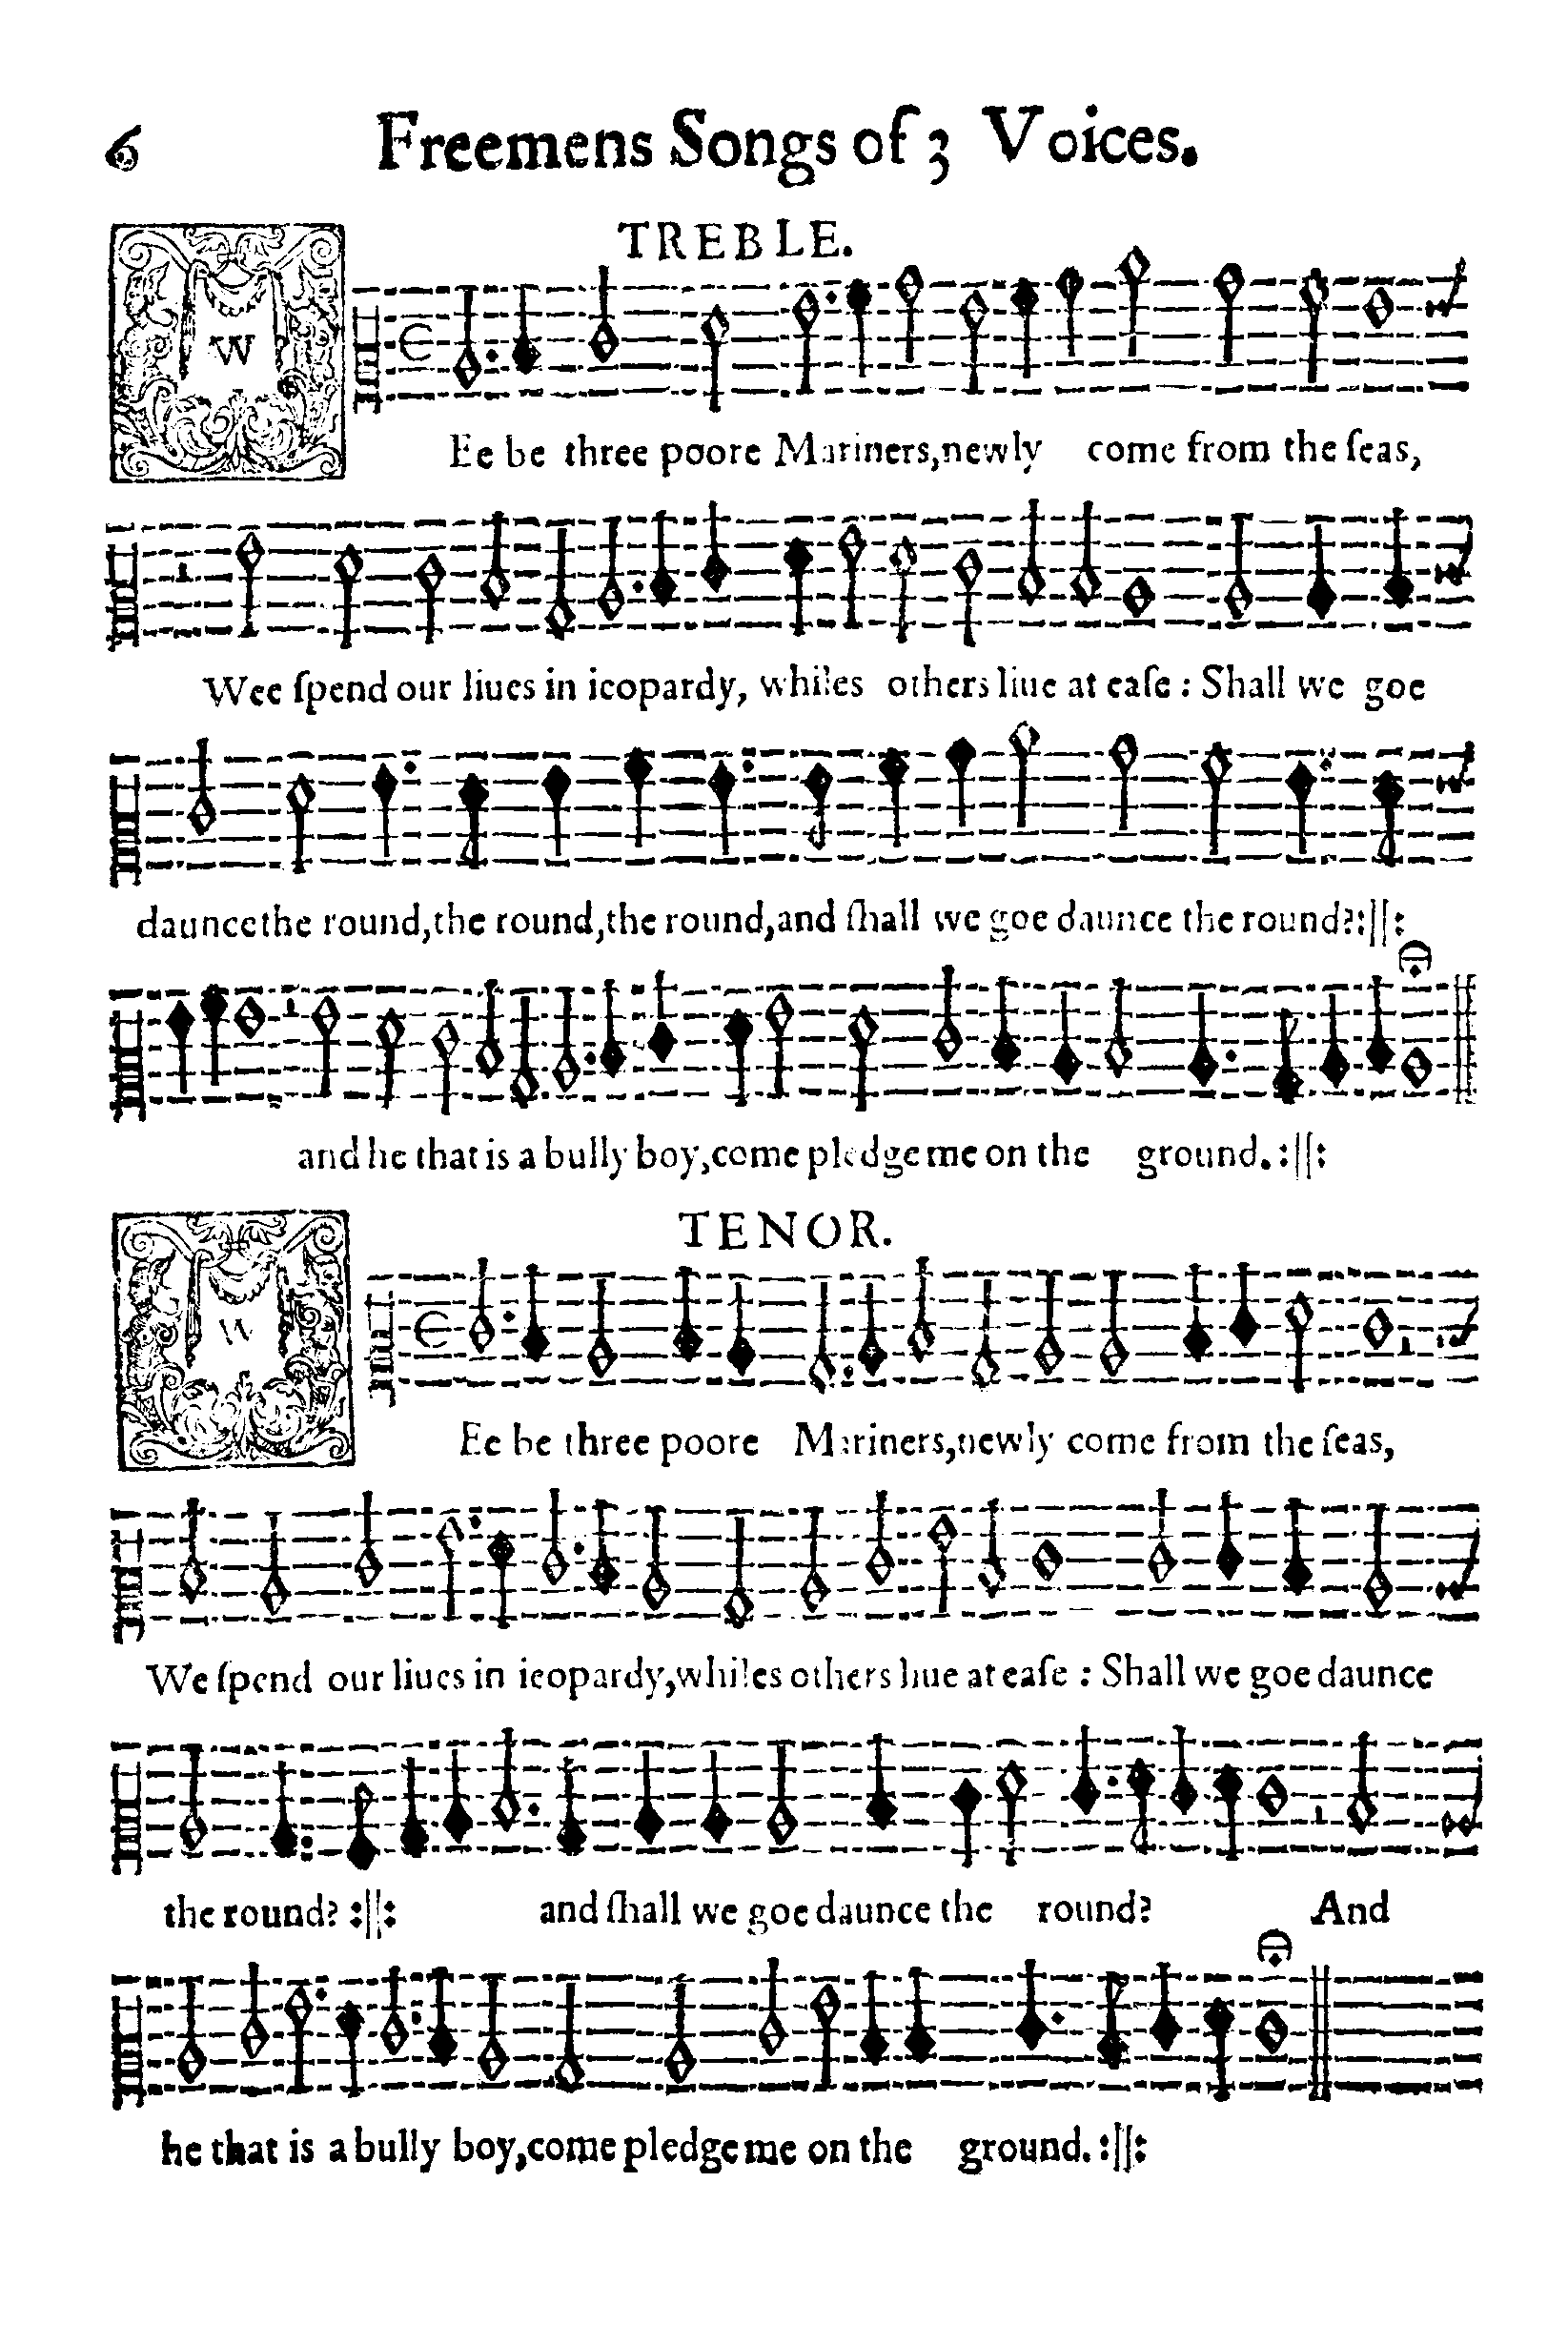 6 Freemens Songs of 3 Voices.
TREBLE.
W
Ee be three poore Mariners,newly come from the ſeas,
Wee ſpend our liues in ieopardy, whiles others liue at eaſe : Shall we goe
daunce the round,the round,the round,and ſhall we goe daunce the round?:||:
and he that is a bully boy,come pledge me on the ground. :||:
TENOR.
W
Ee be three poore Mariners,newly come from the ſeas,
We ſpend our liues in ieopardy,whiles others liue at eaſe : Shall we goe daunce
the round? :||: and ſhall we goe daunce the round? And
he that is a bully boy,come pledge me on the ground. :||: